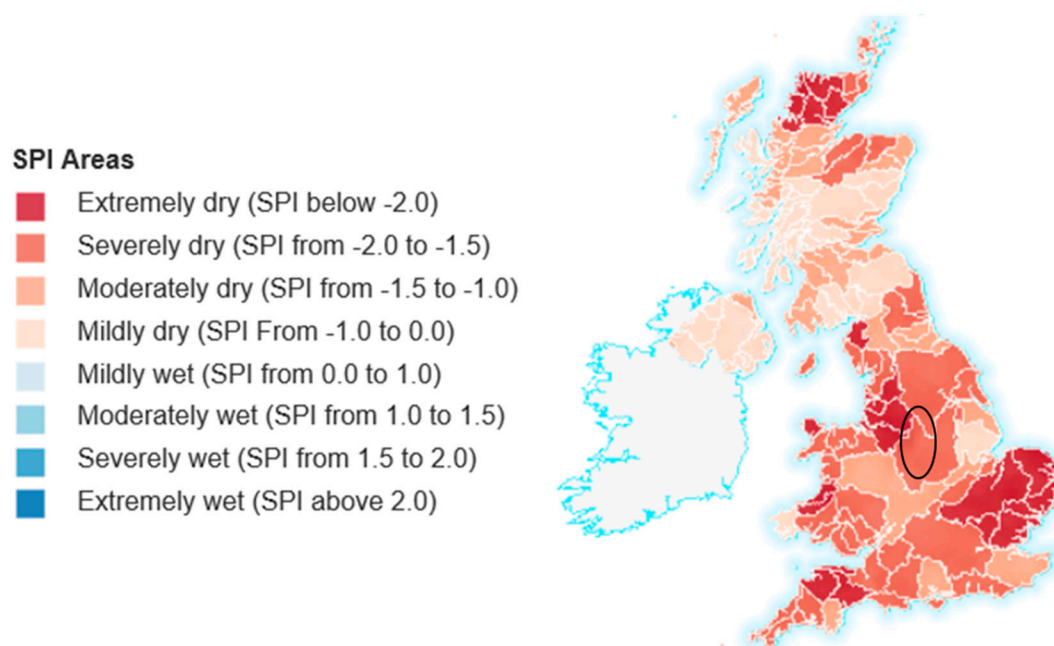 SPI Areas
Extremely dry (SPI below -2.0)
Severely dry (SPI from -2.0 to -1.5)
Moderately dry (SPI from -1.5 to -1.0)
Mildly dry (SPI From -1.0 to 0.0)
Mildly wet (SPI from 0.0 to 1.0)
Moderately wet (SPI from 1.0 to 1.5)
Severely wet (SPI from 1.5 to 2.0)
Extremely wet (SPI above 2.0)